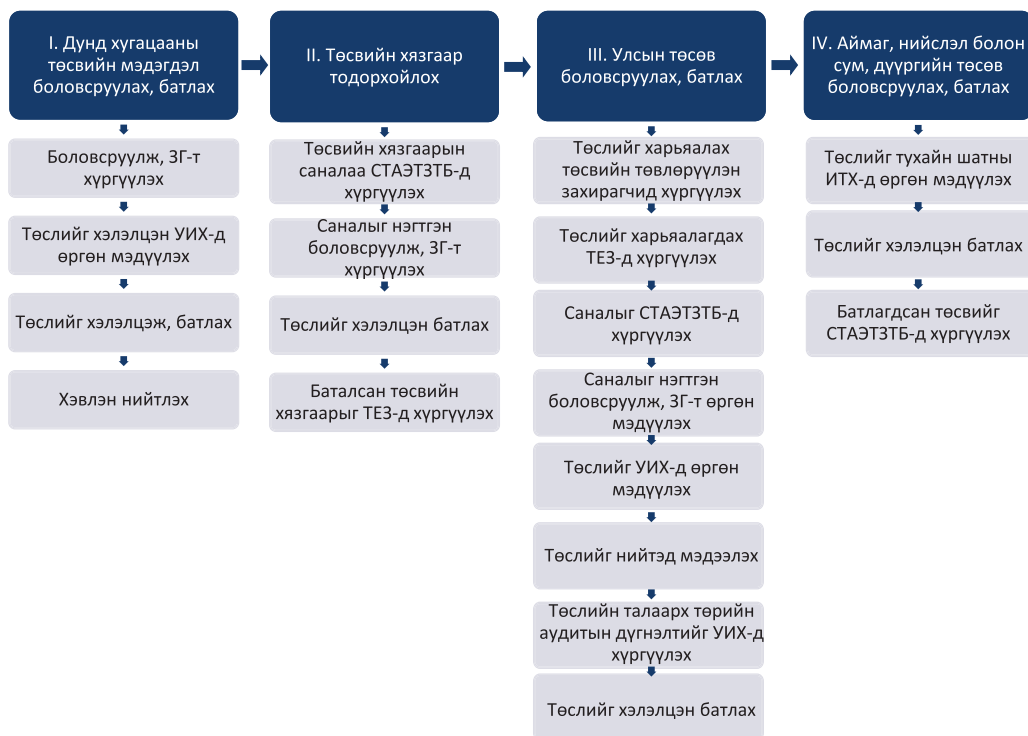 I. Дунд хугацааны
төсвийн мэдэгдэл
боловсруулах, батлах
Боловсруулж, ЗГ-т
хүргүүлэх
Төслийг хэлэлцэн УИХ-д
өргөн мэдүүлэх
Төслийг хэлэлцэж, батлах
Хэвлэн нийтлэх
II. Төсвийн хязгаар
тодорхойлох
Төсвийн хязгаарын
саналаа СТАЭТЗТБ-д
хүргүүлэх
Саналыг нэгтгэн
боловсруулж, ЗГ-т
хүргүүлэх
Төслийг хэлэлцэн батлах
Баталсан төсвийн
хязгаарыг ТЕЗ-д хүргүүлэх
III. Улсын төсөв
боловсруулах, батлах
Төслийг харьяалах
төсвийн төвлөрүүлэн
захирагчид хүргүүлэх
Төслийг харьяалагдах
ТЕЗ-д хүргүүлэх
Саналыг СТАЭТЗТБ-д
хүргүүлэх
Саналыг нэгтгэн
боловсруулж, ЗГ-т өргөн
мэдүүлэх
Төслийг УИХ-д өргөн
мэдүүлэх
Төслийг нийтэд мэдээлэх
Төслийн талаарх төрийн
аудитын дүгнэлтийг УИХ-д
хүргүүлэх
Төслийг хэлэлцэн батлах
IV. Аймаг, нийслэл болон
сум, дүүргийн төсөв
боловсруулах, батлах
Төслийг тухайн шатны
ИТХ-д өргөн мэдүүлэх
Төслийг хэлэлцэн батлах
Батлагдсан төсвийг
СТАЭТЗТБ-д хүргүүлэх